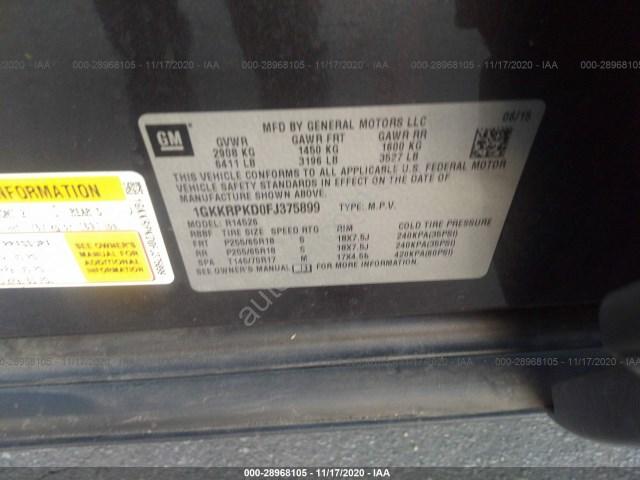 000-28968105 - 11/17/2020 - IAA
GM
MFD BY GENERAL MOTORS LLC
06/15
GVWR GAWR FRT GAWR RR
2908 KG 1450 KG 1600 KG
6411 LB 3196 LB 3527 LB
THIS VEHICLE CONFORMS TO ALL APPLICABLE U.S. FEDERAL MOTOR
VEHICLE SAFETY STANDARDS IN EFFECT ON THE DATE OF
MANUFACTURE SHOWN ABOVE.
1GKKRPKD0FJ375899 TYPE: M.P.V.
MODEL: R14526
TIRE SIZE SPEED RTG RIM COLD TIRE PRESSURE
FRT P255/65R18 S 18X7.5J 240KPA(35PSI)
RR P255/65R18 S 18X7.5J 240KPA(35PSI)
SPA T145/70R17 M 17X4.5B 420KPA(60PSI)
SEE OWNER'S MANUAL FOR ADDITIONAL INFORMATION.
INFORMATION
SEE OWNER'S
MANUAL FOR
ADDITIONAL
INFORMATION
000-28968105 - 11/17/2020 - IAA